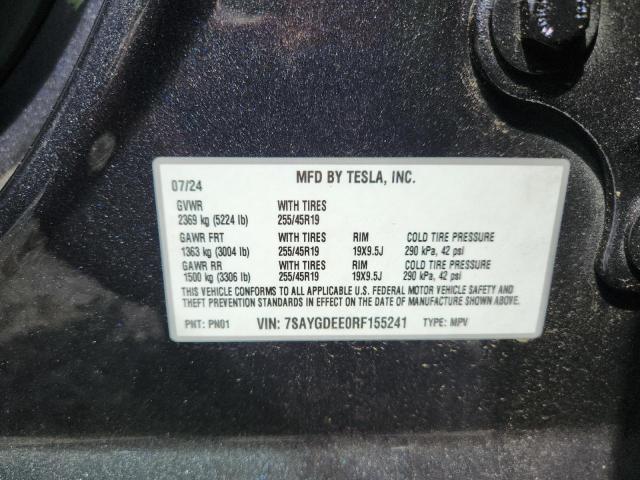 MFD BY TESLA, INC.
07/24
GVWR WITH TIRES
2369 kg (5224 lb) 255/45R19
GAWR FRT WITH TIRES RIM COLD TIRE PRESSURE
1363 kg (3004 lb) 255/45R19 19X9.5J 290 kPa, 42 psi
GAWR RR WITH TIRES RIM COLD TIRE PRESSURE
1500 kg (3306 lb) 255/45R19 19X9.5J 290 kPa, 42 psi
THIS VEHICLE CONFORMS TO ALL APPLICABLE U.S. FEDERAL MOTOR VEHICLE SAFETY AND
THEFT PREVENTION STANDARDS IN EFFECT ON THE DATE OF MANUFACTURE SHOWN ABOVE.
PNT: PN01 VIN: 7SAYGDEE0RF155241 TYPE: MPV